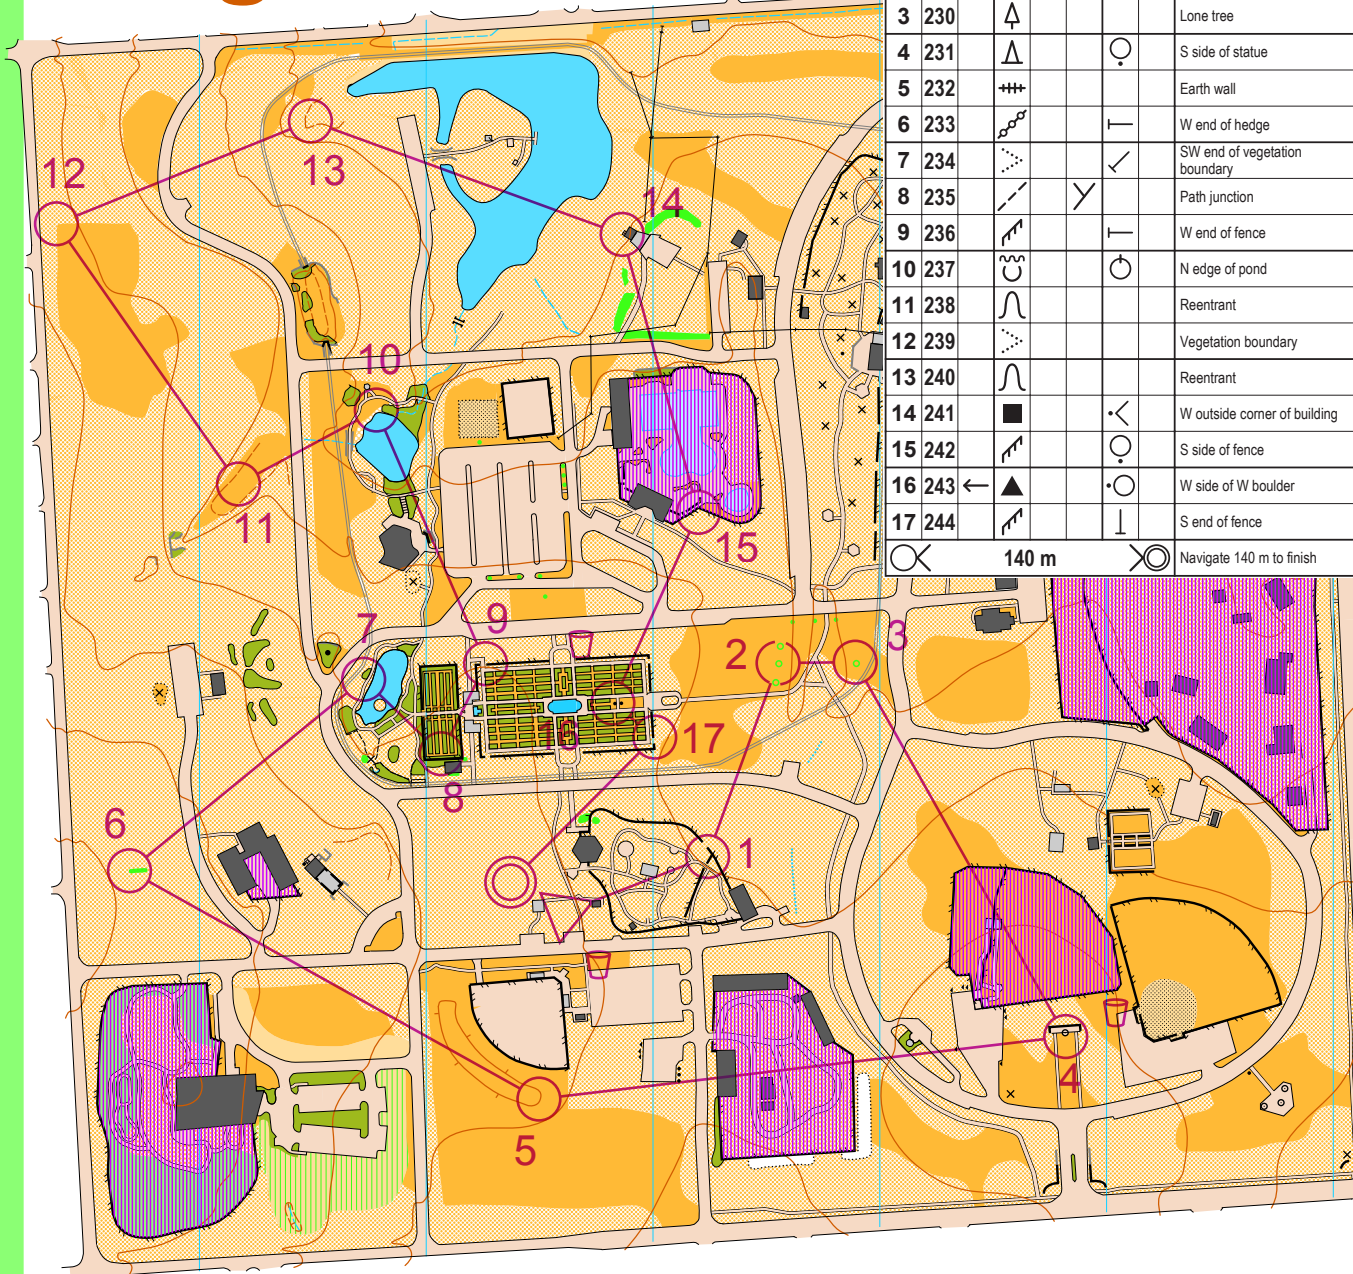 3 230 Lone tree
4 231 S side of statue
5 232 Earth wall
6 233 W end of hedge
7 234 SW end of vegetation
boundary
8 235 Path junction
9 236 W end of fence
10 237 N edge of pond
11 238 Reentrant
12 239 Vegetation boundary
13 240 Reentrant
14 241 W outside corner of building
15 242 S side of fence
16 243 W side of W boulder
17 244 S end of fence
140 m Navigate 140 m to finish
12
13
14
10
11
15
7
9
2
3
16
17
8
6
1
4
5